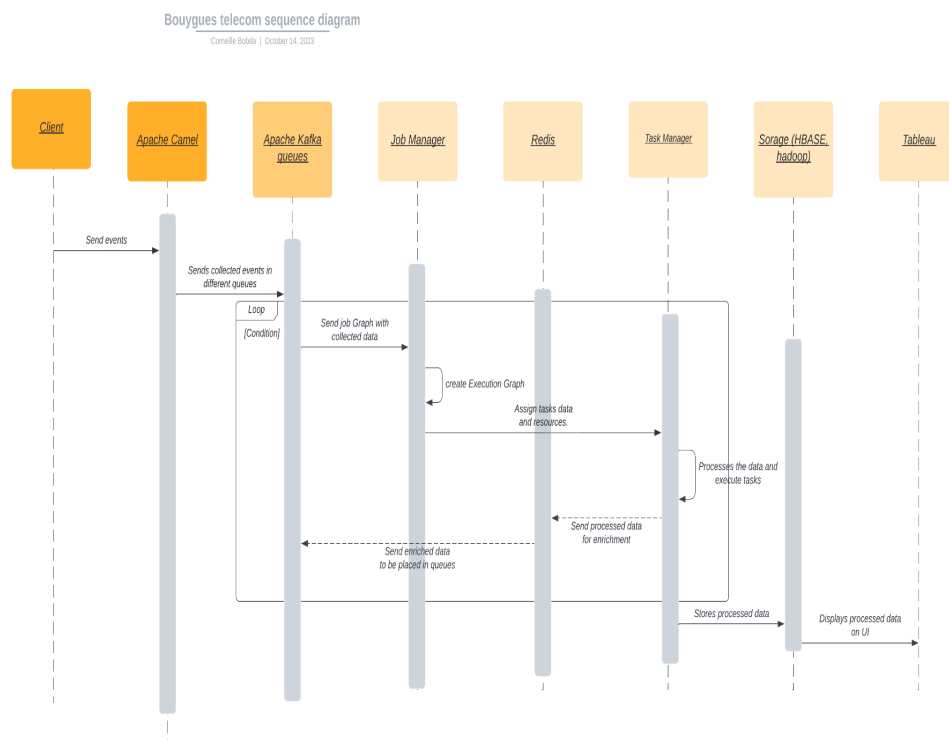 Bouygues telecom sequence diagram
Corneille Bobda | October 14, 2023
Client
Apache Camel
Apache Kafka
queues
Job Manager
Redis
Task Manager
Sorage (HBASE,
hadoop)
Tableau
Send events
Sends collected events in
different queues
Loop
[Condition]
Send job Graph with
collected data
create Execution Graph
Assign tasks data
and resources.
Processes the data and
execute tasks
Send processed data
for enrichment
Send enriched data
to be placed in queues
Stores processed data
Displays processed data
on UI